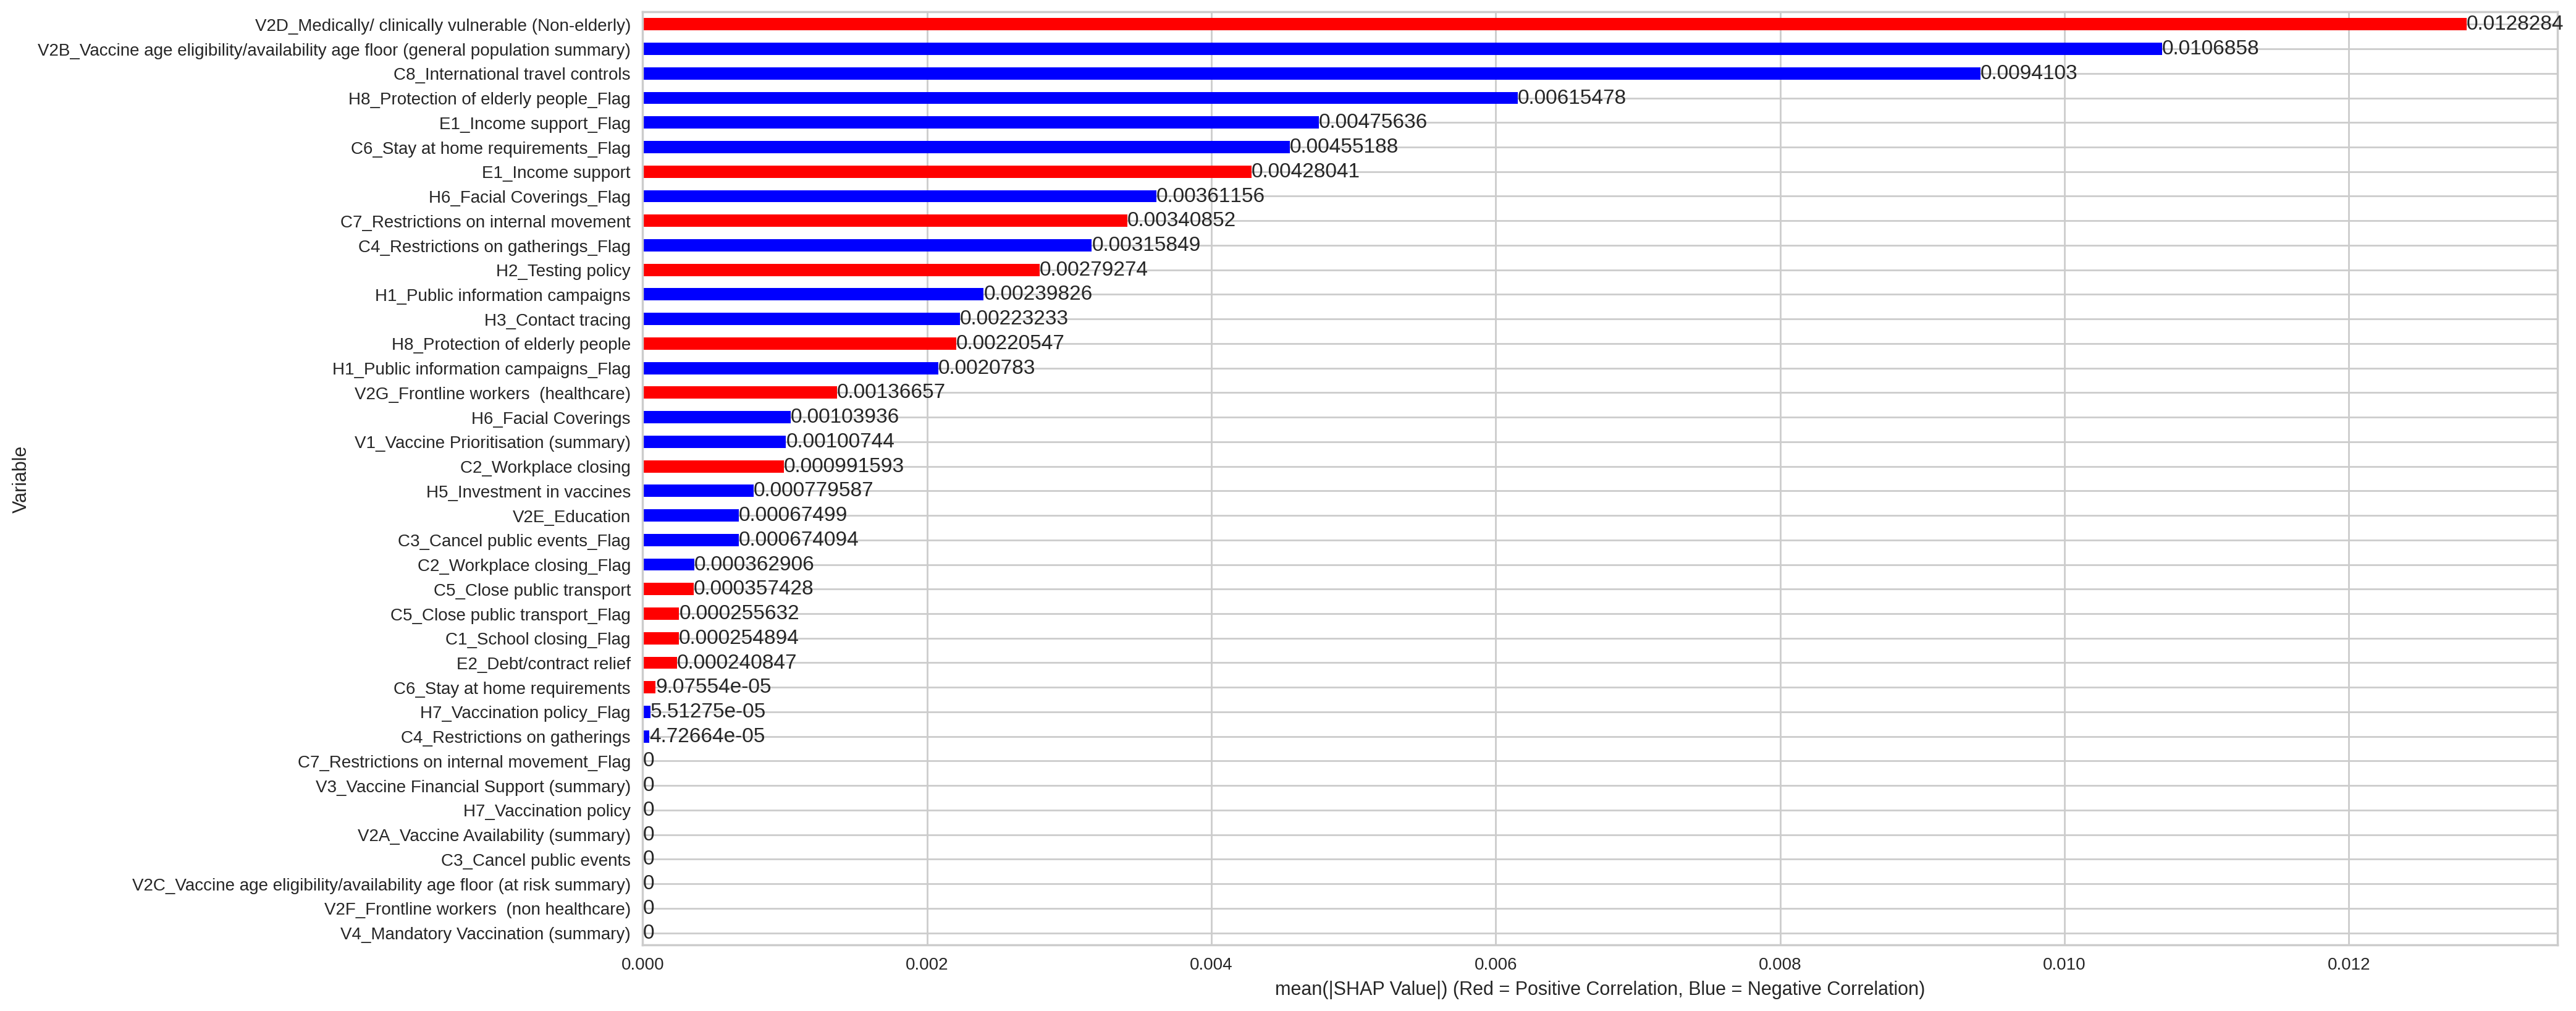 V2D_Medically/ clinically vulnerable (Non-elderly) 0.0128284
V2B_Vaccine age eligibility/availability age floor (general population summary) 0.0106858
C8_International travel controls 0.0094103
H8_Protection of elderly people_Flag 0.00615478
E1_Income support_Flag 0.00475636
C6_Stay at home requirements_Flag 0.00455188
E1_Income support 0.00428041
H6_Facial Coverings_Flag 0.00361156
C7_Restrictions on internal movement 0.00340852
C4_Restrictions on gatherings_Flag 0.00315849
H2_Testing policy 0.00279274
H1_Public information campaigns 0.00239826
H3_Contact tracing 0.00223233
H8_Protection of elderly people 0.00220547
H1_Public information campaigns_Flag 0.0020783
V2G_Frontline workers  (healthcare) 0.00136657
H6_Facial Coverings 0.00103936
V1_Vaccine Prioritisation (summary) 0.00100744
C2_Workplace closing 0.000991593
H5_Investment in vaccines 0.000779587
V2E_Education 0.00067499
C3_Cancel public events_Flag 0.000674094
C2_Workplace closing_Flag 0.000362906
C5_Close public transport 0.000357428
C5_Close public transport_Flag 0.000255632
C1_School closing_Flag 0.000254894
E2_Debt/contract relief 0.000240847
C6_Stay at home requirements 9.07554e-05
H7_Vaccination policy_Flag 5.51275e-05
C4_Restrictions on gatherings 4.72664e-05
C7_Restrictions on internal movement_Flag 0
V3_Vaccine Financial Support (summary) 0
H7_Vaccination policy 0
V2A_Vaccine Availability (summary) 0
C3_Cancel public events 0
V2C_Vaccine age eligibility/availability age floor (at risk summary) 0
V2F_Frontline workers  (non healthcare) 0
V4_Mandatory Vaccination (summary) 0
Variable
0.000 0.002 0.004 0.006 0.008 0.010 0.012
mean(|SHAP Value|) (Red = Positive Correlation, Blue = Negative Correlation)